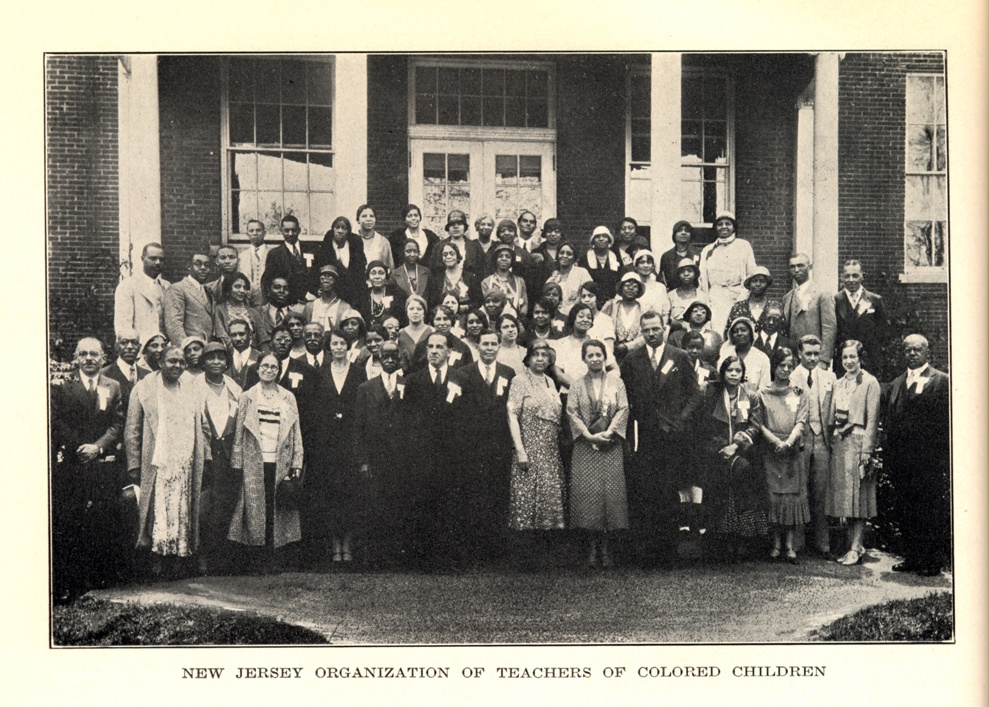 NEW JERSEY ORGANIZATION OF TEACHERS OF COLORED CHILDREN